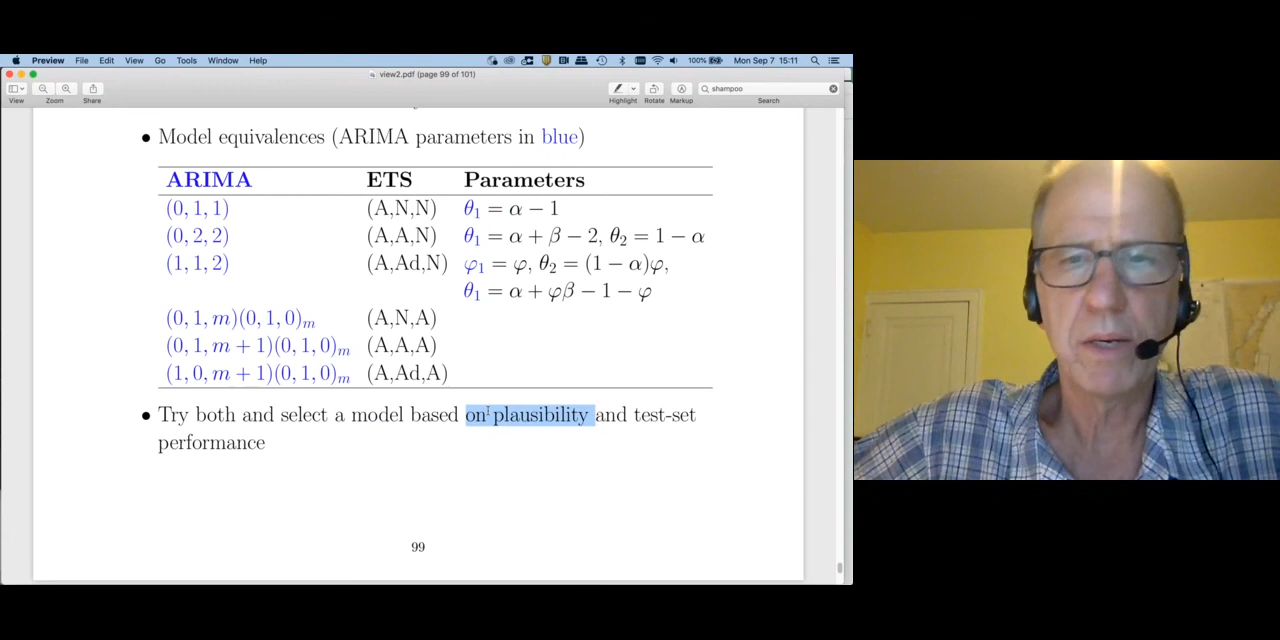 Preview File Edit View Go Tools Window Help 100% Mon Sep 7 15:11
view2.pdf (page 99 of 101)
shampoo
View Zoom Share Highlight Rotate Markup Search
• Model equivalences (ARIMA parameters in blue)
ARIMA ETS Parameters
(0, 1, 1) (A,N,N) θ₁ = α − 1
(0, 2, 2) (A,A,N) θ₁ = α + β − 2, θ₂ = 1 − α
(1, 1, 2) (A,Ad,N) φ₁ = φ, θ₂ = (1 − α)φ,
θ₁ = α + φβ − 1 − φ
(0, 1, m)(0, 1, 0)ₘ (A,N,A)
(0, 1, m + 1)(0, 1, 0)ₘ (A,A,A)
(1, 0, m + 1)(0, 1, 0)ₘ (A,Ad,A)
• Try both and select a model based on plausibility and test-set
performance
99